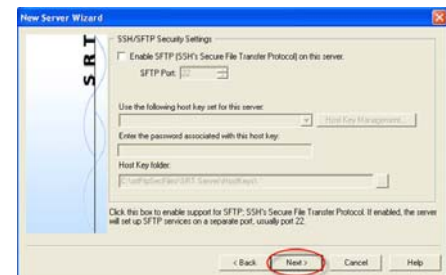 New Server Wizard
SRT
SSH/SFTP Security Settings
Enable SFTP (SSH's Secure File Transfer Protocol) on this server.
SFTP Port: 22
Use the following host key set for this server:
Host Key Management...
Enter the password associated with this host key:
Host Key folder:
Click this box to enable support for SFTP; SSH's Secure File Transfer Protocol. If enabled, the server
will set up SFTP services on a separate port, usually port 22.
< Back
Next >
Cancel
Help